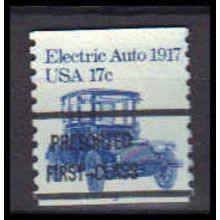 Electric Auto 1917
USA 17c
PRESORTED
FIRST-CLASS